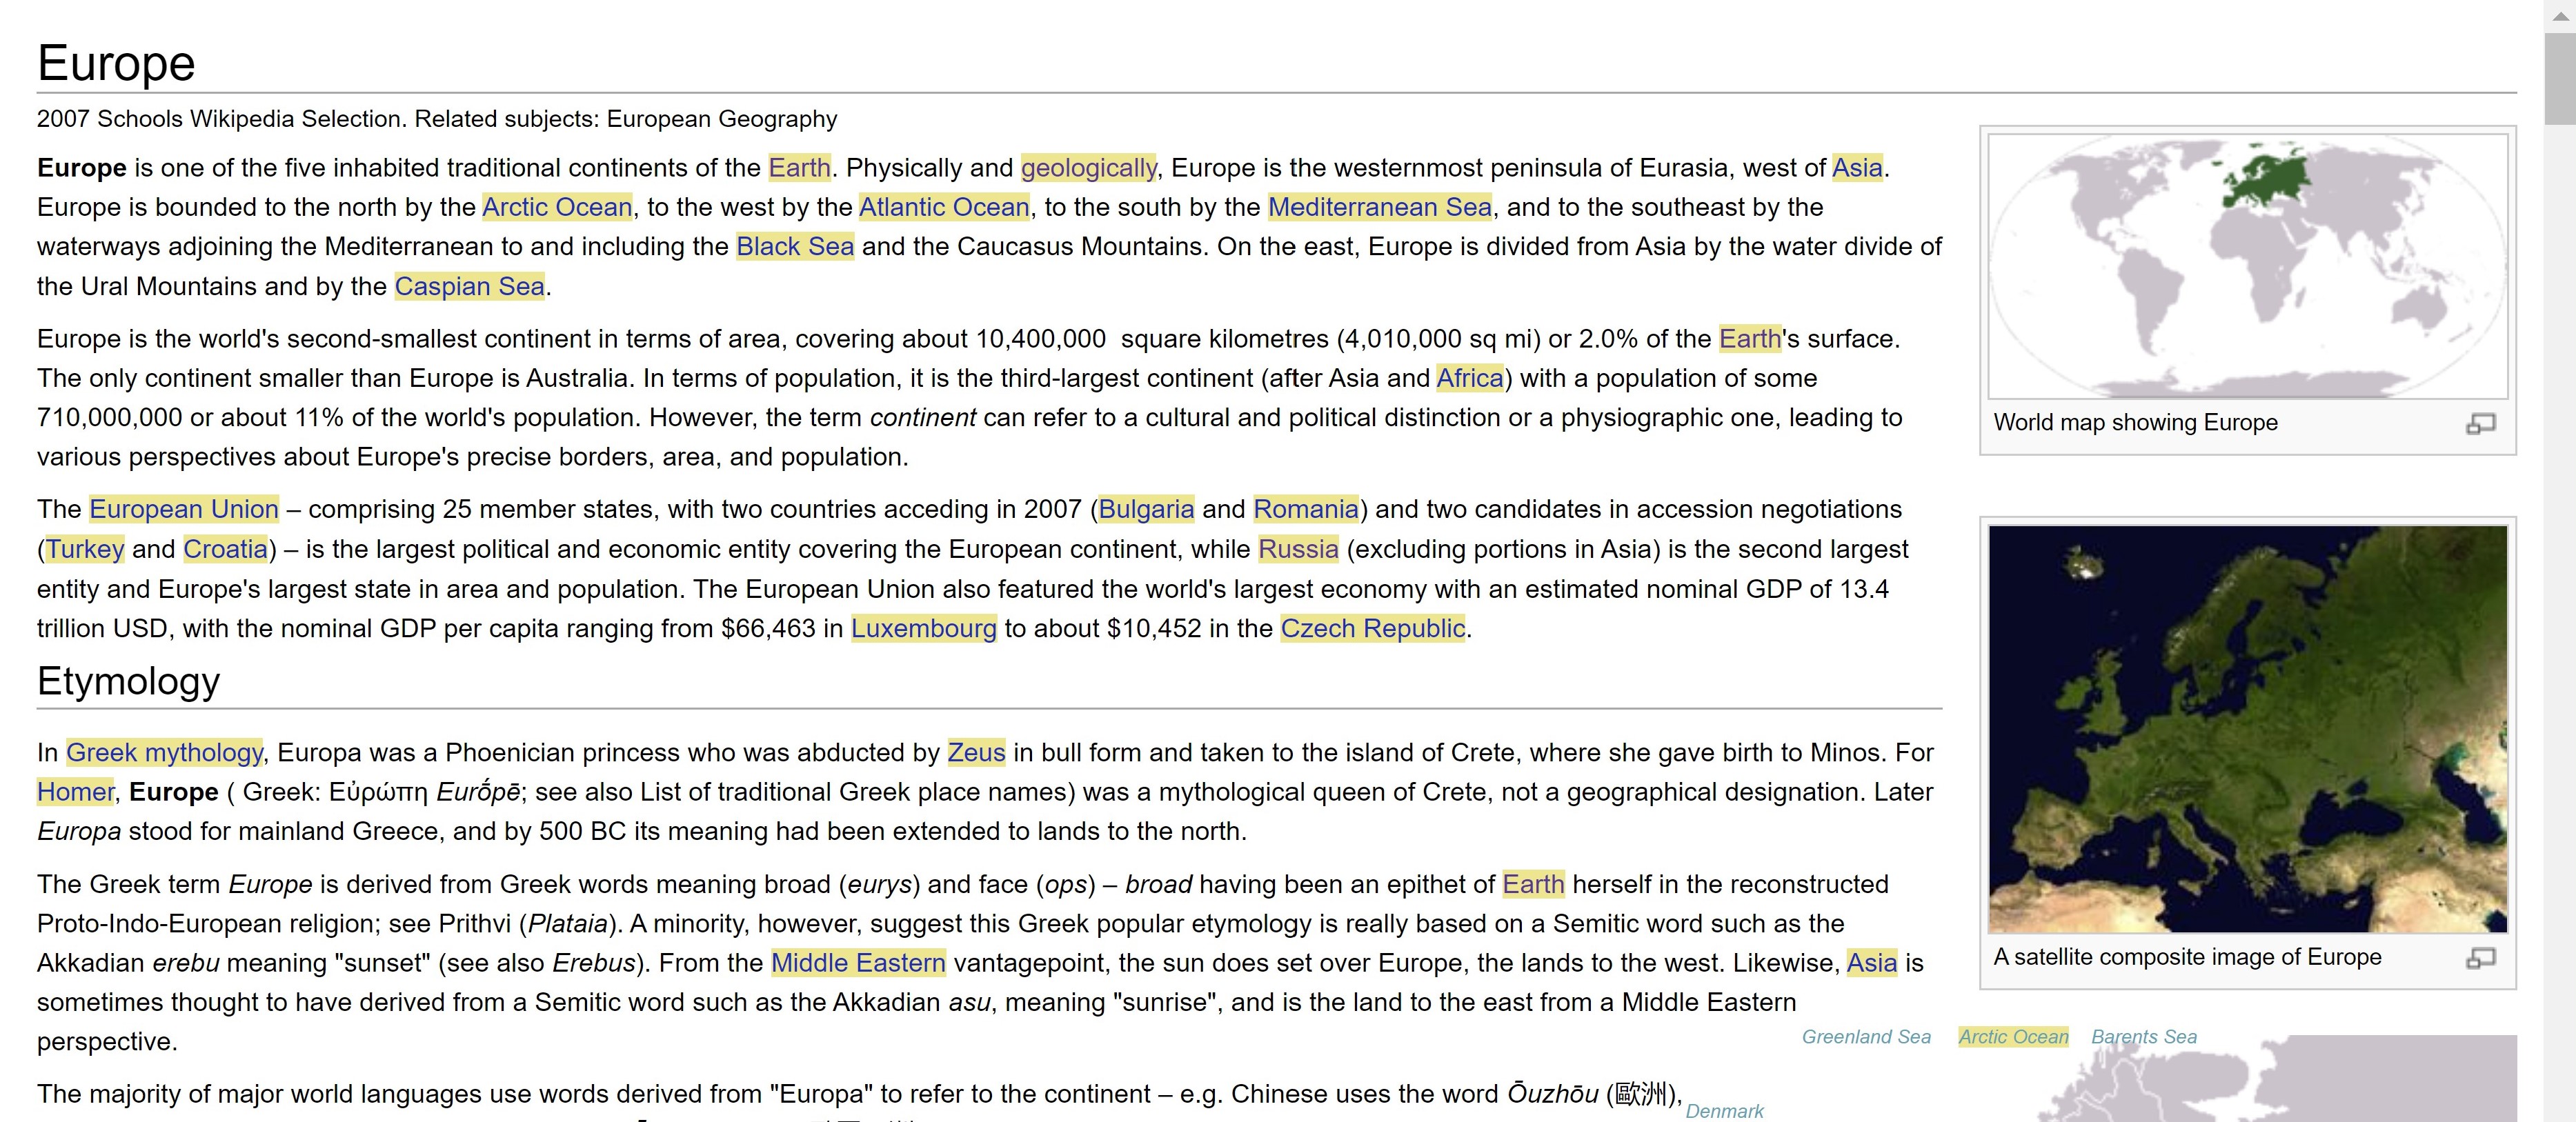 Europe
2007 Schools Wikipedia Selection. Related subjects: European Geography
Europe is one of the five inhabited traditional continents of the Earth. Physically and geologically, Europe is the westernmost peninsula of Eurasia, west of Asia.
Europe is bounded to the north by the Arctic Ocean, to the west by the Atlantic Ocean, to the south by the Mediterranean Sea, and to the southeast by the
waterways adjoining the Mediterranean to and including the Black Sea and the Caucasus Mountains. On the east, Europe is divided from Asia by the water divide of
the Ural Mountains and by the Caspian Sea.
Europe is the world's second-smallest continent in terms of area, covering about 10,400,000 square kilometres (4,010,000 sq mi) or 2.0% of the Earth's surface.
The only continent smaller than Europe is Australia. In terms of population, it is the third-largest continent (after Asia and Africa) with a population of some
710,000,000 or about 11% of the world's population. However, the term continent can refer to a cultural and political distinction or a physiographic one, leading to
various perspectives about Europe's precise borders, area, and population.
The European Union – comprising 25 member states, with two countries acceding in 2007 (Bulgaria and Romania) and two candidates in accession negotiations
(Turkey and Croatia) – is the largest political and economic entity covering the European continent, while Russia (excluding portions in Asia) is the second largest
entity and Europe's largest state in area and population. The European Union also featured the world's largest economy with an estimated nominal GDP of 13.4
trillion USD, with the nominal GDP per capita ranging from $66,463 in Luxembourg to about $10,452 in the Czech Republic.
World map showing Europe
A satellite composite image of Europe
Etymology
In Greek mythology, Europa was a Phoenician princess who was abducted by Zeus in bull form and taken to the island of Crete, where she gave birth to Minos. For
Homer, Europe ( Greek: Εὐρώπη Eurṓpē; see also List of traditional Greek place names) was a mythological queen of Crete, not a geographical designation. Later
Europa stood for mainland Greece, and by 500 BC its meaning had been extended to lands to the north.
The Greek term Europe is derived from Greek words meaning broad (eurys) and face (ops) – broad having been an epithet of Earth herself in the reconstructed
Proto-Indo-European religion; see Prithvi (Plataia). A minority, however, suggest this Greek popular etymology is really based on a Semitic word such as the
Akkadian erebu meaning "sunset" (see also Erebus). From the Middle Eastern vantagepoint, the sun does set over Europe, the lands to the west. Likewise, Asia is
sometimes thought to have derived from a Semitic word such as the Akkadian asu, meaning "sunrise", and is the land to the east from a Middle Eastern
perspective.
Greenland Sea Arctic Ocean Barents Sea
The majority of major world languages use words derived from "Europa" to refer to the continent – e.g. Chinese uses the word Ōuzhōu (歐洲),
Denmark